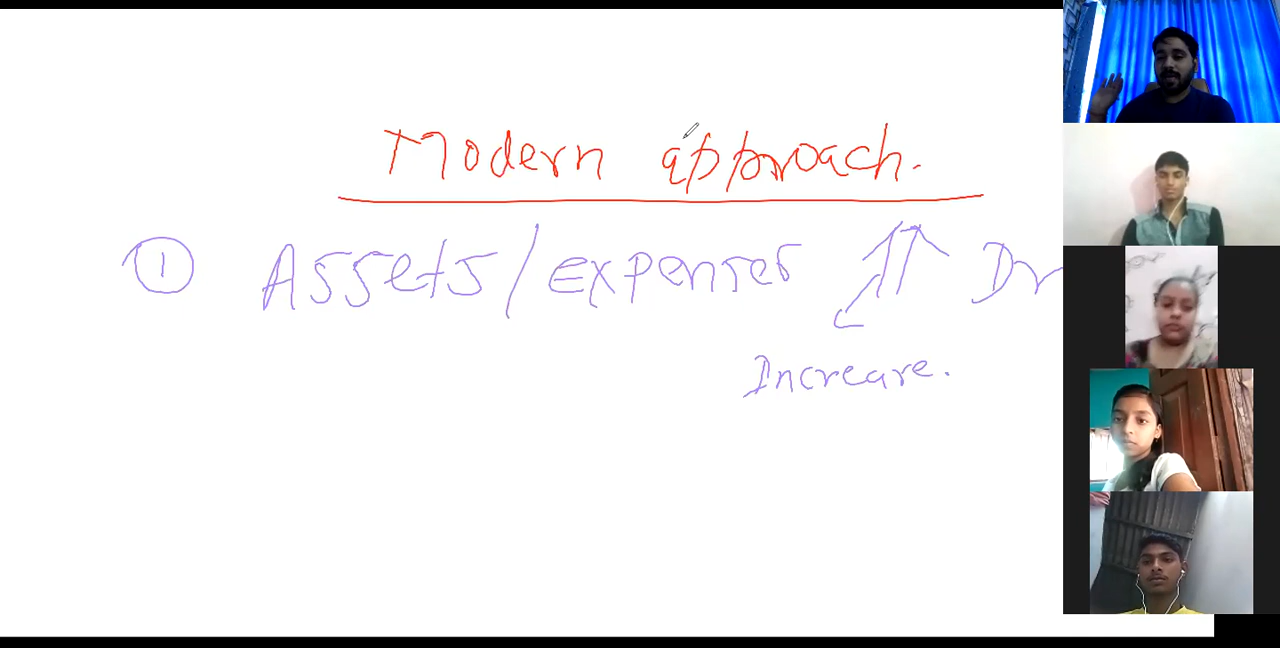 Modern approach.
① Assets/expenses ↑↑ Dr
Increase.